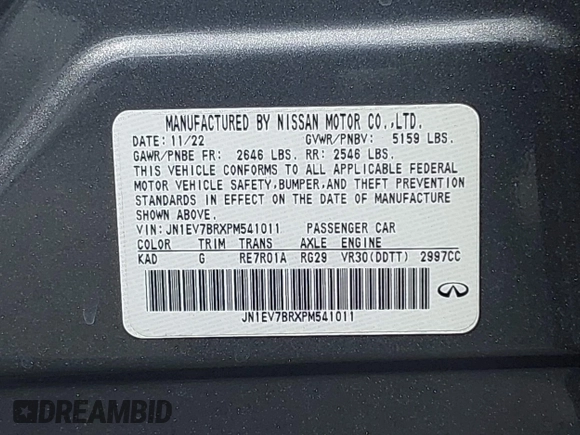 MANUFACTURED BY NISSAN MOTOR CO.,LTD.
DATE: 11/22 GVWR/PNBV: 5159 LBS.
GAWR/PNBE FR: 2646 LBS. RR: 2546 LBS.
THIS VEHICLE CONFORMS TO ALL APPLICABLE FEDERAL
MOTOR VEHICLE SAFETY,BUMPER,AND THEFT PREVENTION
STANDARDS IN EFFECT ON THE DATE OF MANUFACTURE
SHOWN ABOVE.
VIN: JN1EV7BRXPM541011 PASSENGER CAR
COLOR TRIM TRANS AXLE ENGINE
KAD G RE7R01A RG29 VR30(DDTT) 2997CC
JN1EV7BRXPM541011
DREAMBID